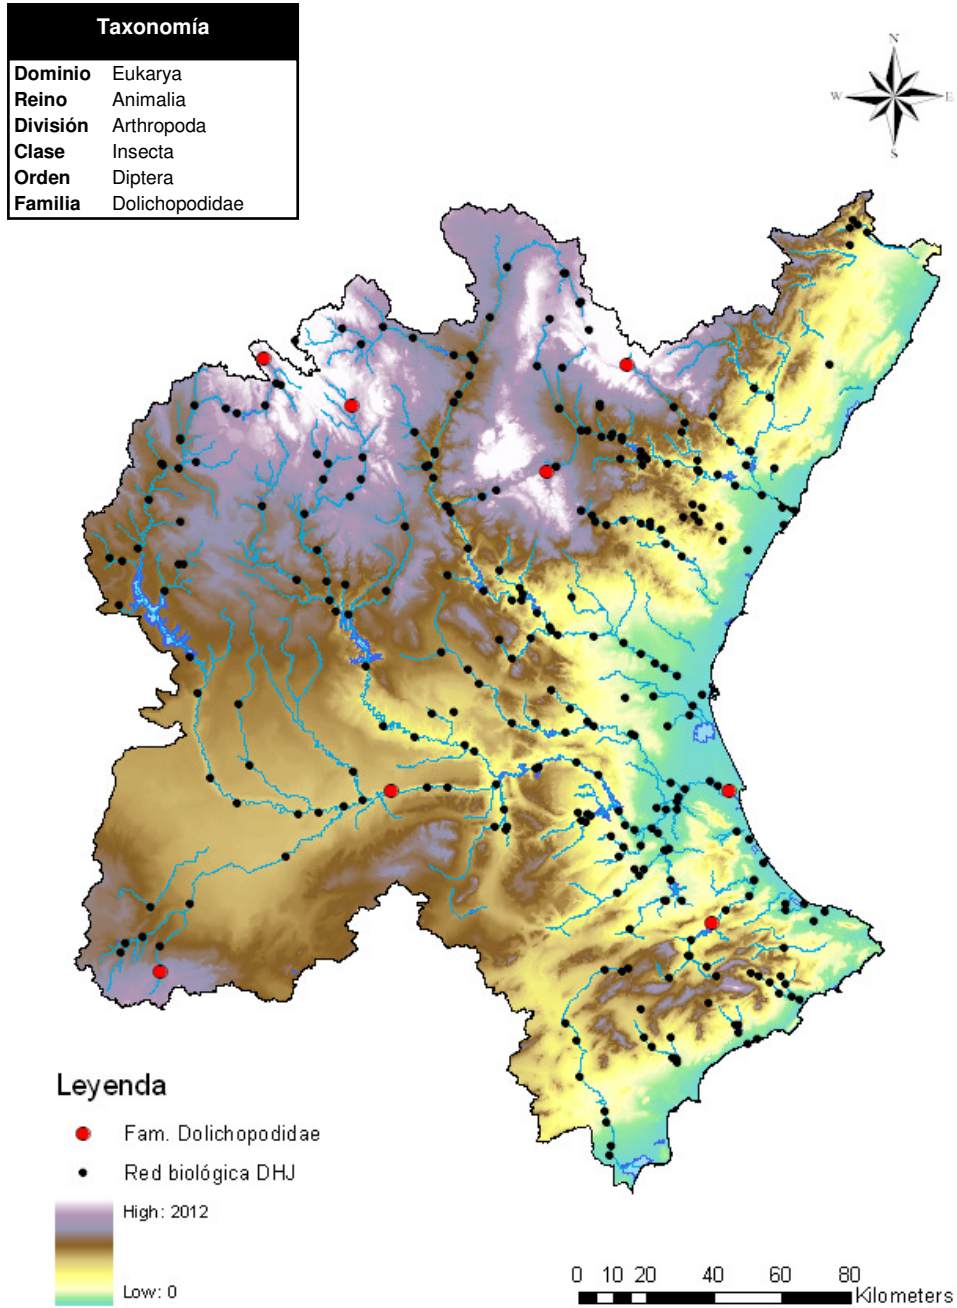 Taxonomía
Dominio Eukarya
Reino Animalia
División Arthropoda
Clase Insecta
Orden Diptera
Familia Dolichopodidae
N
W E
S
Leyenda
Fam. Dolichopodidae
Red biológica DHJ
High: 2012
Low: 0
0 10 20 40 60 80
Kilometers